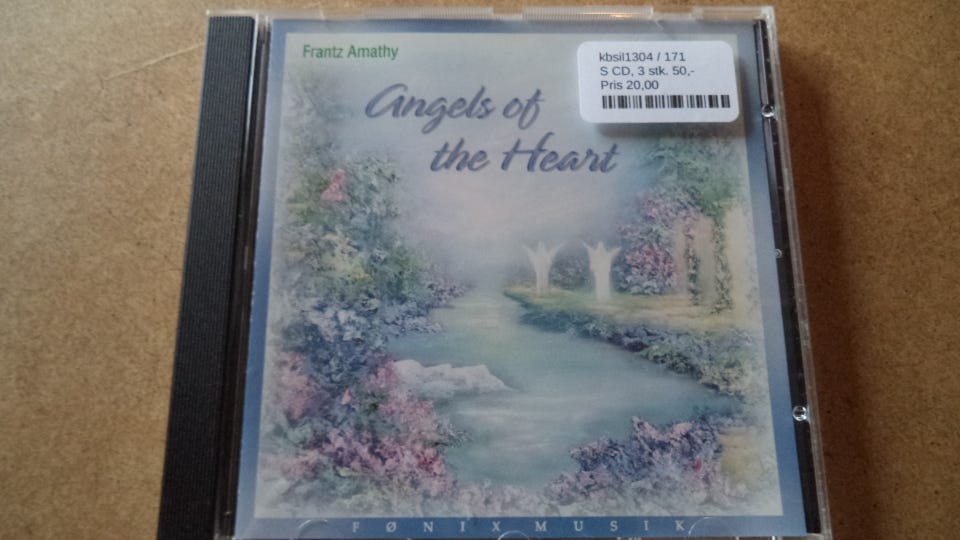 Frantz Amathy
kbsil1304 / 171
S CD, 3 stk. 50,-
Pris 20,00
Angels of
the Heart
FØNIX MUSIK